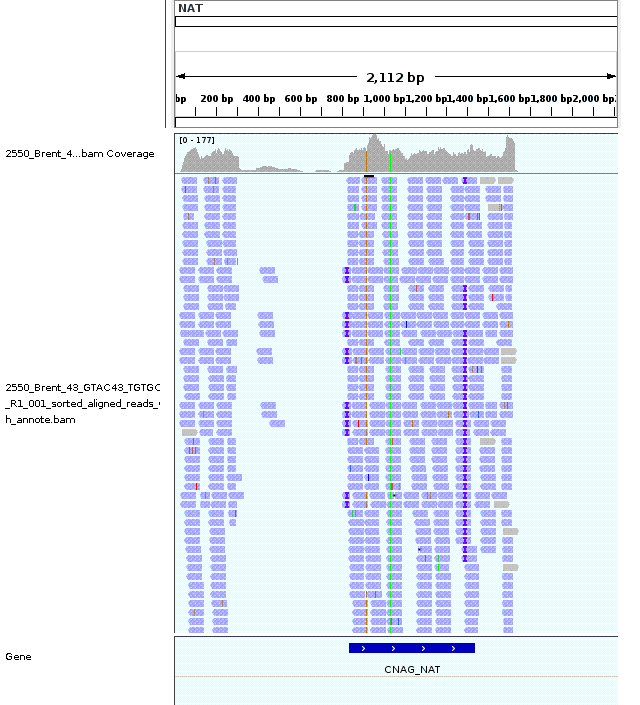 NAT
2,112 bp
bp 200 bp 400 bp 600 bp 800 bp 1,000 bp 1,200 bp 1,400 bp 1,600 bp 1,800 bp 2,000 bp
[0 - 177]
2550_Brent_4...bam Coverage
2550_Brent_43_GTAC43_TGTGC
_R1_001_sorted_aligned_reads_
h_annote.bam
Gene
CNAG_NAT